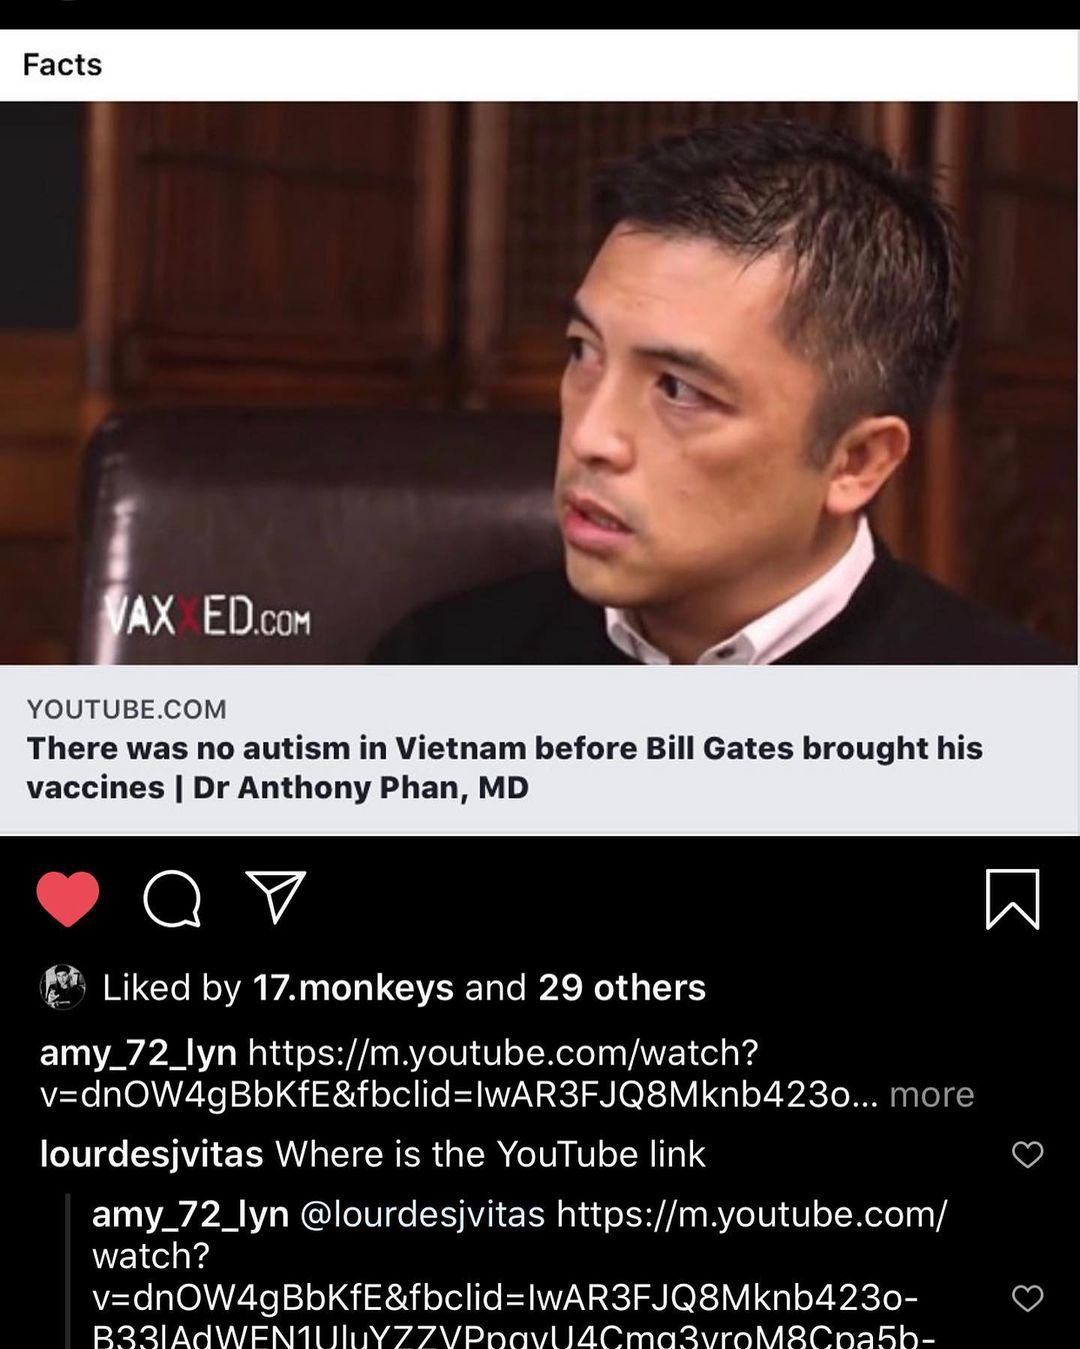 Facts
VAXXED.COM
YOUTUBE.COM
There was no autism in Vietnam before Bill Gates brought his
vaccines | Dr Anthony Phan, MD
Liked by 17.monkeys and 29 others
amy_72_lyn https://m.youtube.com/watch?
v=dnOW4gBbKfE&fbclid=IwAR3FJQ8Mknb423o... more
lourdesjvitas Where is the YouTube link
amy_72_lyn @lourdesjvitas https://m.youtube.com/
watch?
v=dnOW4gBbKfE&fbclid=IwAR3FJQ8Mknb423o-